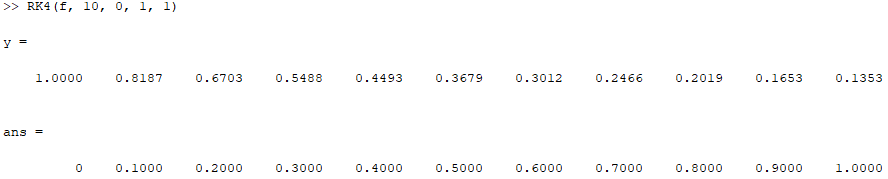 >> RK4(f, 10, 0, 1, 1)
y =
1.0000 0.8187 0.6703 0.5488 0.4493 0.3679 0.3012 0.2466 0.2019 0.1653 0.1353
ans =
0 0.1000 0.2000 0.3000 0.4000 0.5000 0.6000 0.7000 0.8000 0.9000 1.0000